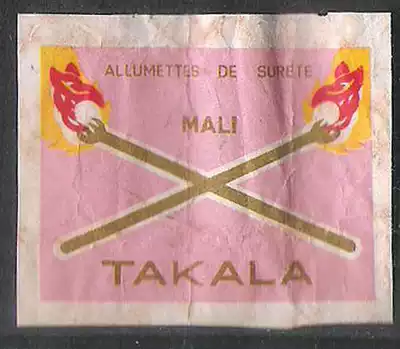 ALLUMETTES DE SURETE
MALI
TAKALA